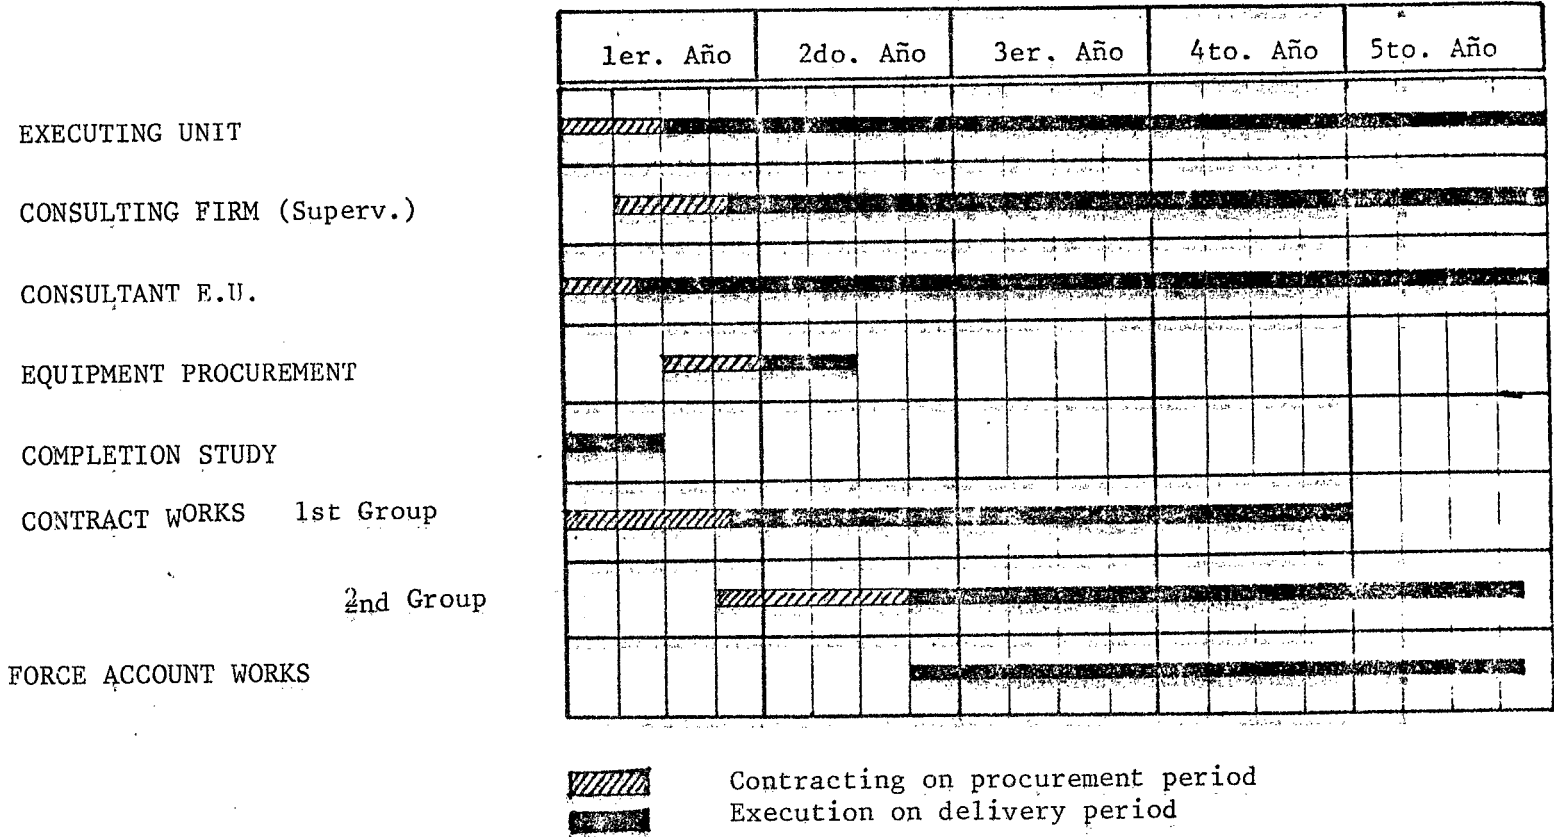 1er. Año 2do. Año 3er. Año 4to. Año 5to. Año
EXECUTING UNIT
CONSULTING FIRM (Superv.)
CONSULTANT E.U.
EQUIPMENT PROCUREMENT
COMPLETION STUDY
CONTRACT WORKS 1st Group
2nd Group
FORCE ACCOUNT WORKS
Contracting on procurement period
Execution on delivery period